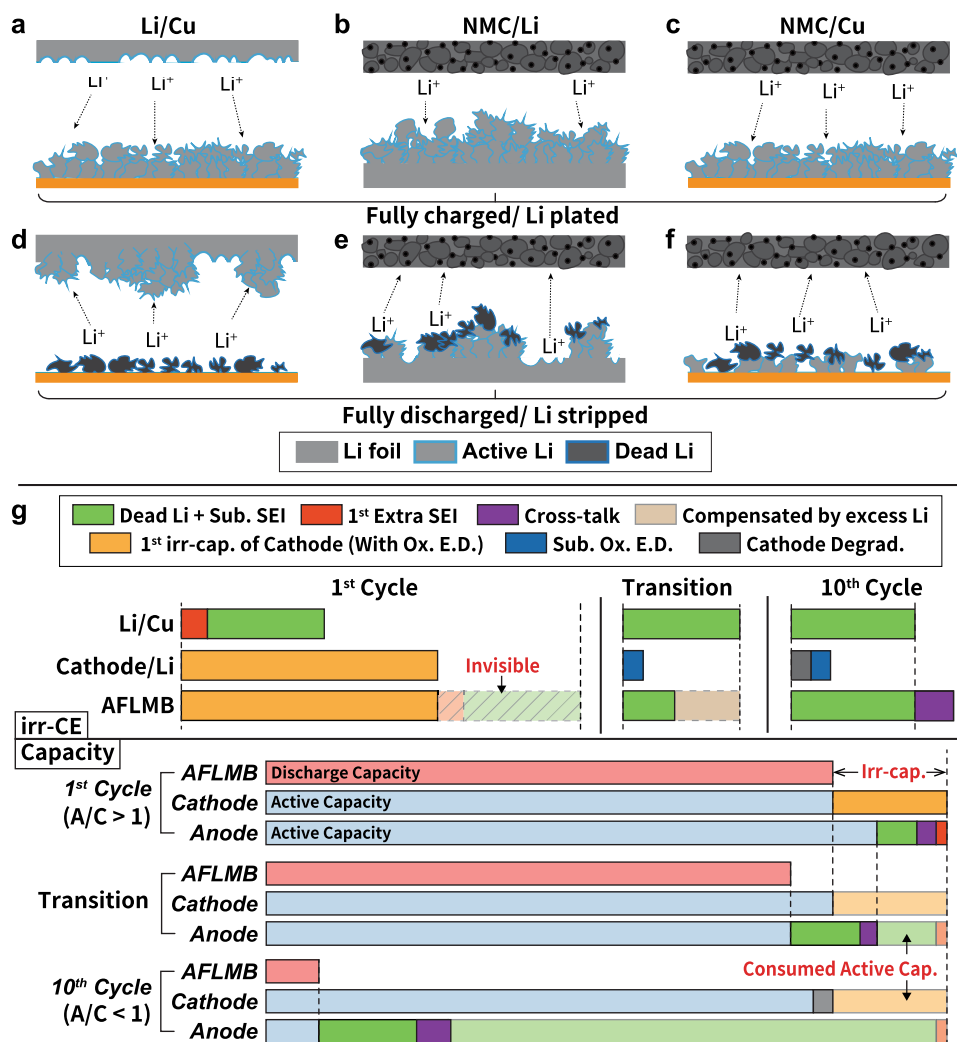 a Li/Cu
b NMC/Li
c NMC/Cu
Li⁺ Li⁺ Li⁺
Li⁺ Li⁺
Li⁺ Li⁺ Li⁺
Fully charged/ Li plated
d
e
f
Li⁺ Li⁺ Li⁺
Li⁺ Li⁺ Li⁺
Li⁺ Li⁺ Li⁺
Fully discharged/ Li stripped
Li foil Active Li Dead Li
g
Dead Li + Sub. SEI 1st Extra SEI Cross-talk Compensated by excess Li
1st irr-cap. of Cathode (With Ox. E.D.) Sub. Ox. E.D. Cathode Degrad.
1st Cycle Transition 10th Cycle
Li/Cu
Cathode/Li Invisible
AFLMB
irr-CE
Capacity
1st Cycle
(A/C > 1)
AFLMB Discharge Capacity Irr-cap.
Cathode Active Capacity
Anode Active Capacity
Transition
AFLMB
Cathode
Anode
Consumed Active Cap.
10th Cycle
(A/C < 1)
AFLMB
Cathode
Anode